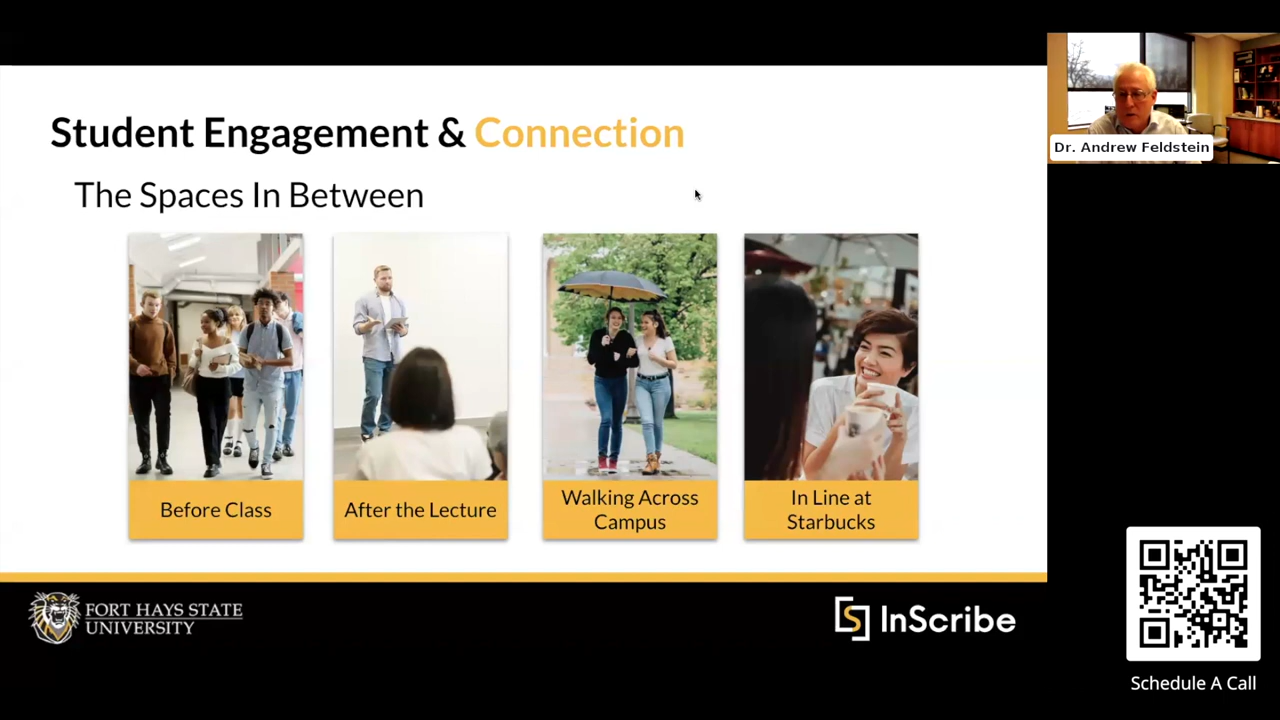 Student Engagement & Connection
The Spaces In Between
Dr. Andrew Feldstein
Before Class
After the Lecture
Walking Across
Campus
In Line at
Starbucks
FORT HAYS STATE
UNIVERSITY
InScribe
Schedule A Call